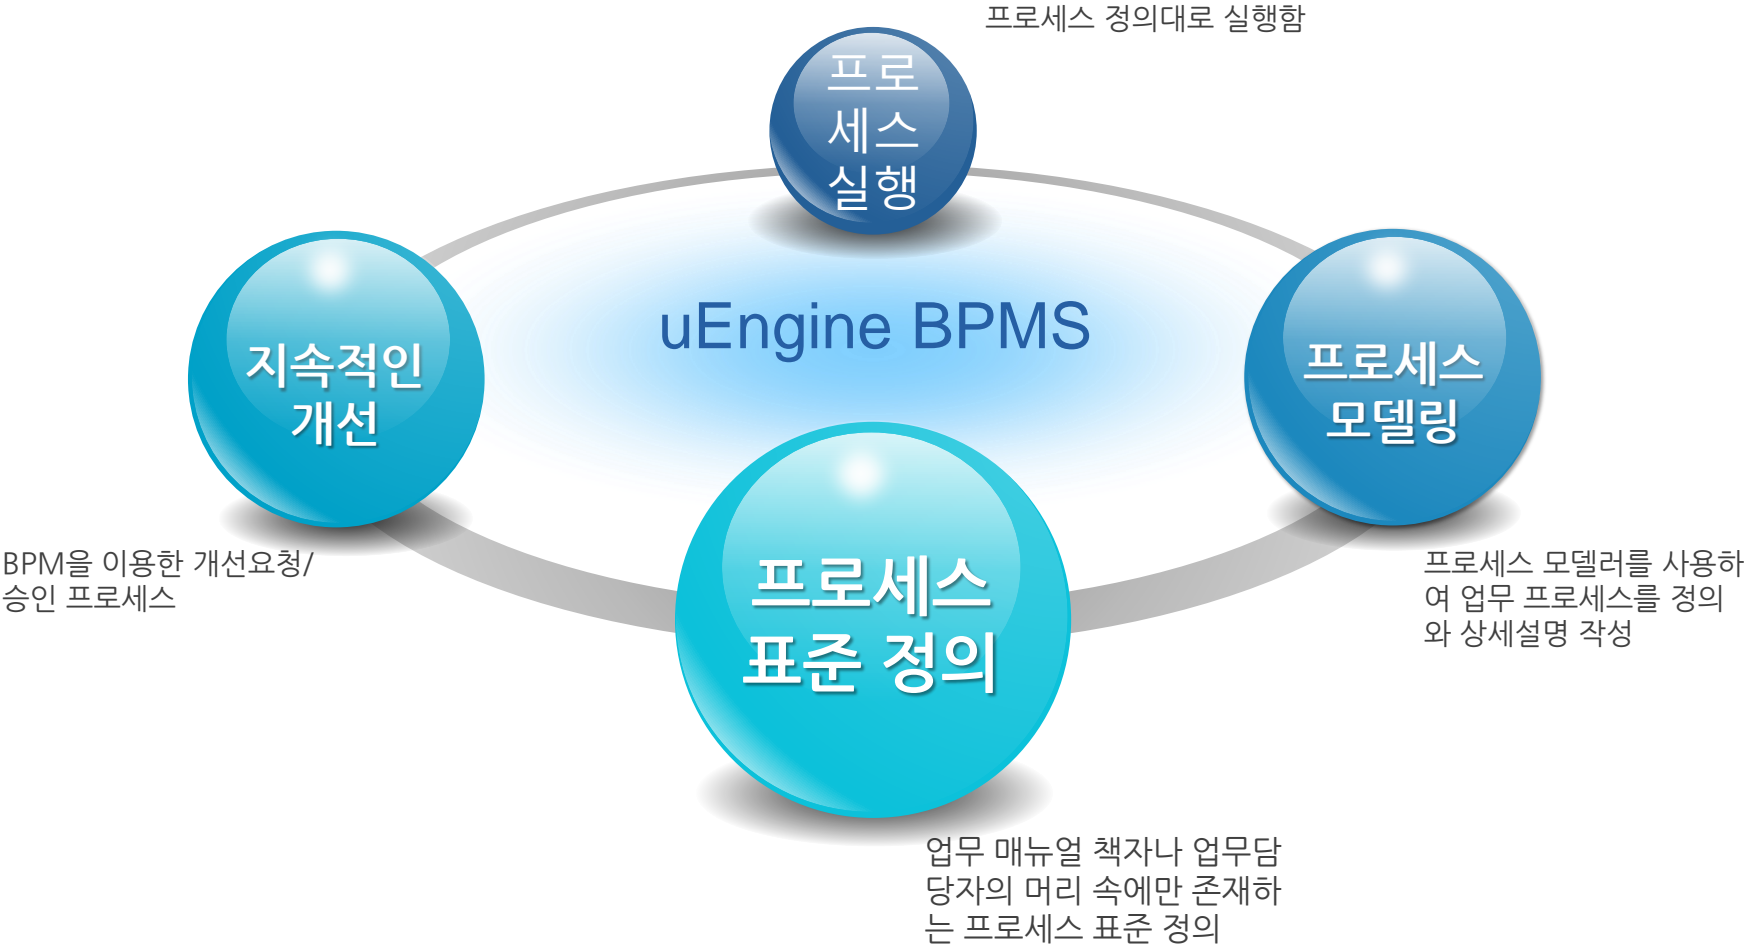 프로세스 정의대로 실행함
프로
세스
실행
uEngine BPMS
지속적인
개선
프로세스
모델링
BPM을 이용한 개선요청/
승인 프로세스
프로세스 모델러를 사용하
여 업무 프로세스를 정의
와 상세설명 작성
프로세스
표준 정의
업무 매뉴얼 책자나 업무담
당자의 머리 속에만 존재하
는 프로세스 표준 정의